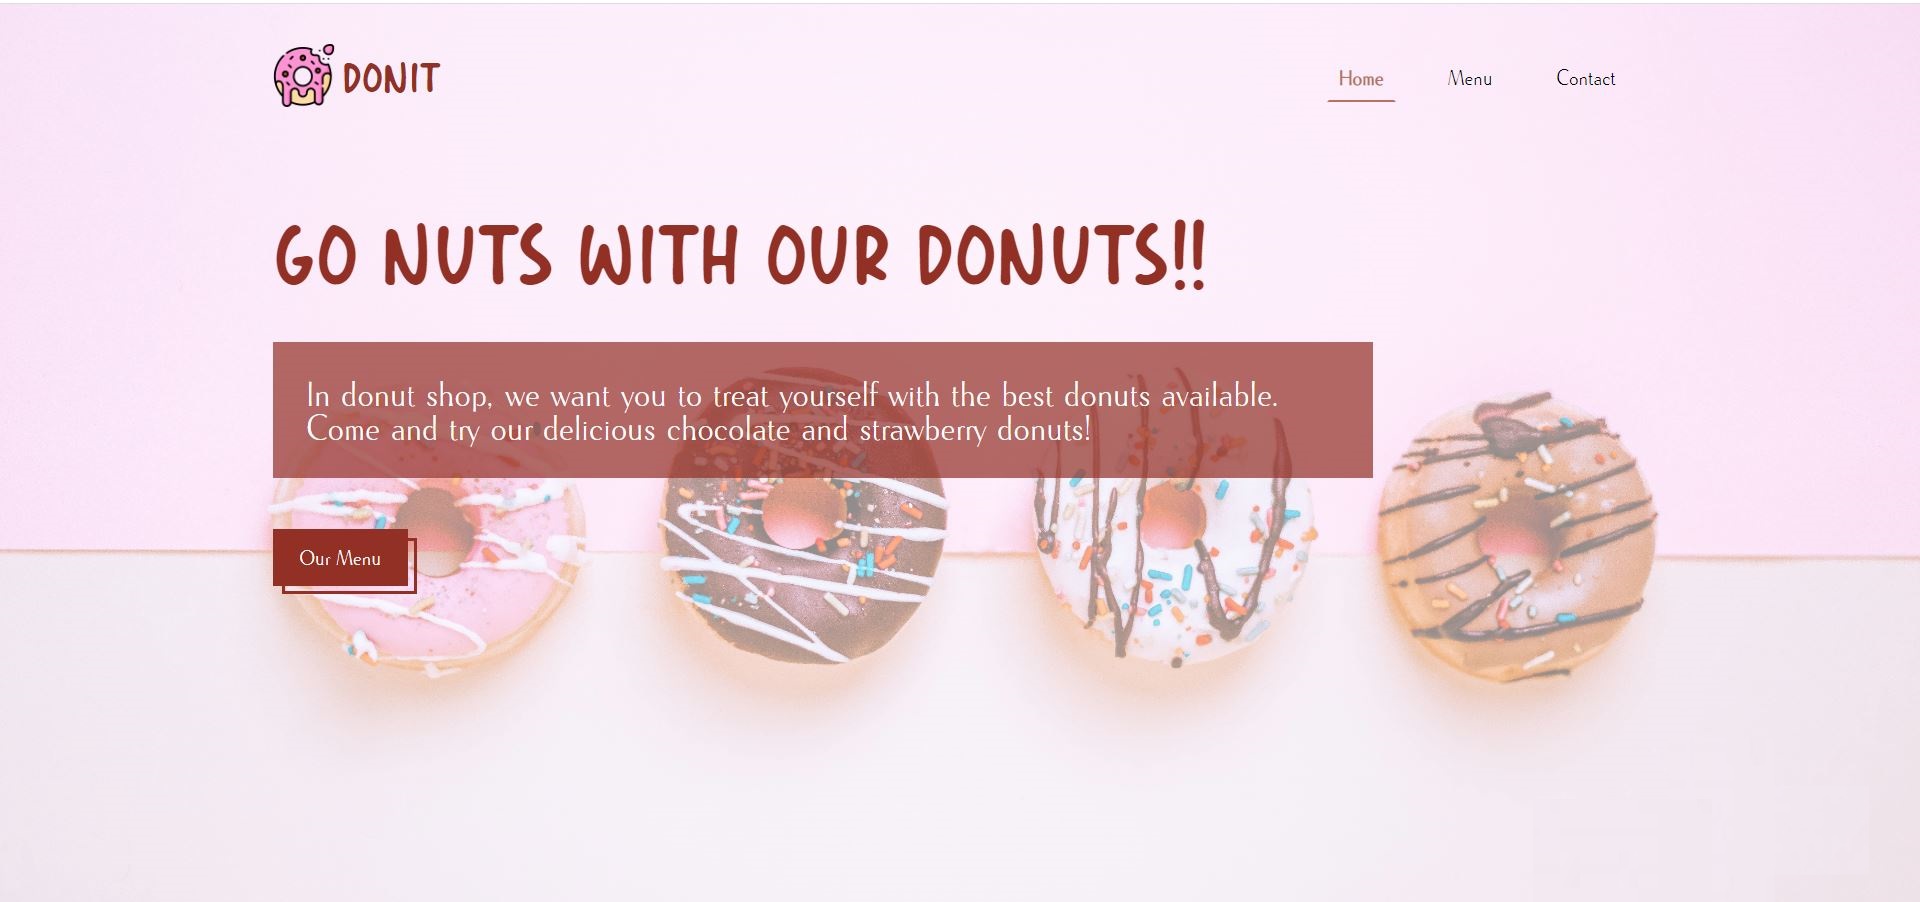 DONIT
Home
Menu
Contact
GO NUTS WITH OUR DONUTS!!
In donut shop, we want you to treat yourself with the best donuts available.
Come and try our delicious chocolate and strawberry donuts!
Our Menu